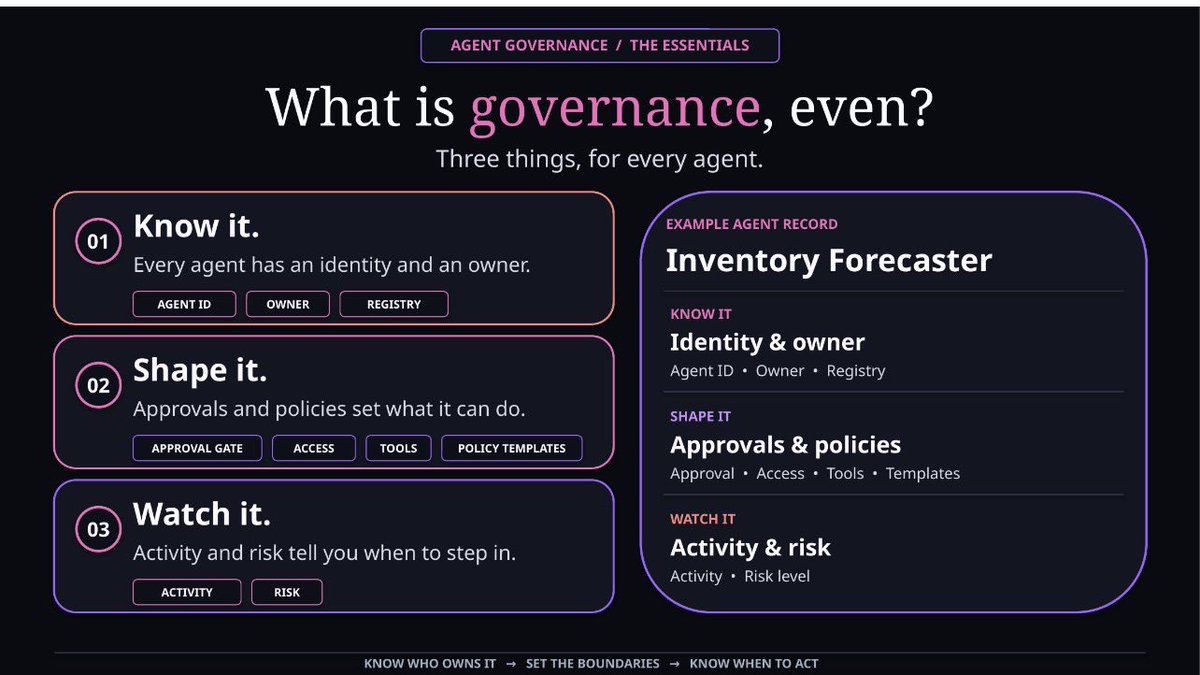 AGENT GOVERNANCE / THE ESSENTIALS
What is governance, even?
Three things, for every agent.
01
Know it.
Every agent has an identity and an owner.
AGENT ID
OWNER
REGISTRY
02
Shape it.
Approvals and policies set what it can do.
APPROVAL GATE
ACCESS
TOOLS
POLICY TEMPLATES
03
Watch it.
Activity and risk tell you when to step in.
ACTIVITY
RISK
EXAMPLE AGENT RECORD
Inventory Forecaster
KNOW IT
Identity & owner
Agent ID • Owner • Registry
SHAPE IT
Approvals & policies
Approval • Access • Tools • Templates
WATCH IT
Activity & risk
Activity • Risk level
KNOW WHO OWNS IT → SET THE BOUNDARIES → KNOW WHEN TO ACT